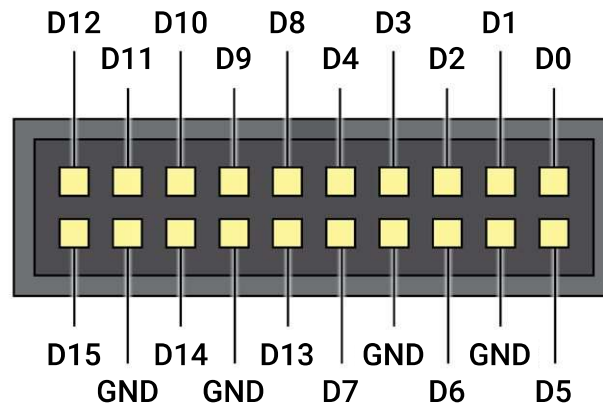 D12 D10 D8 D3 D1
D11 D9 D4 D2 D0
D15 D14 D13 GND GND
GND GND D7 D6 D5